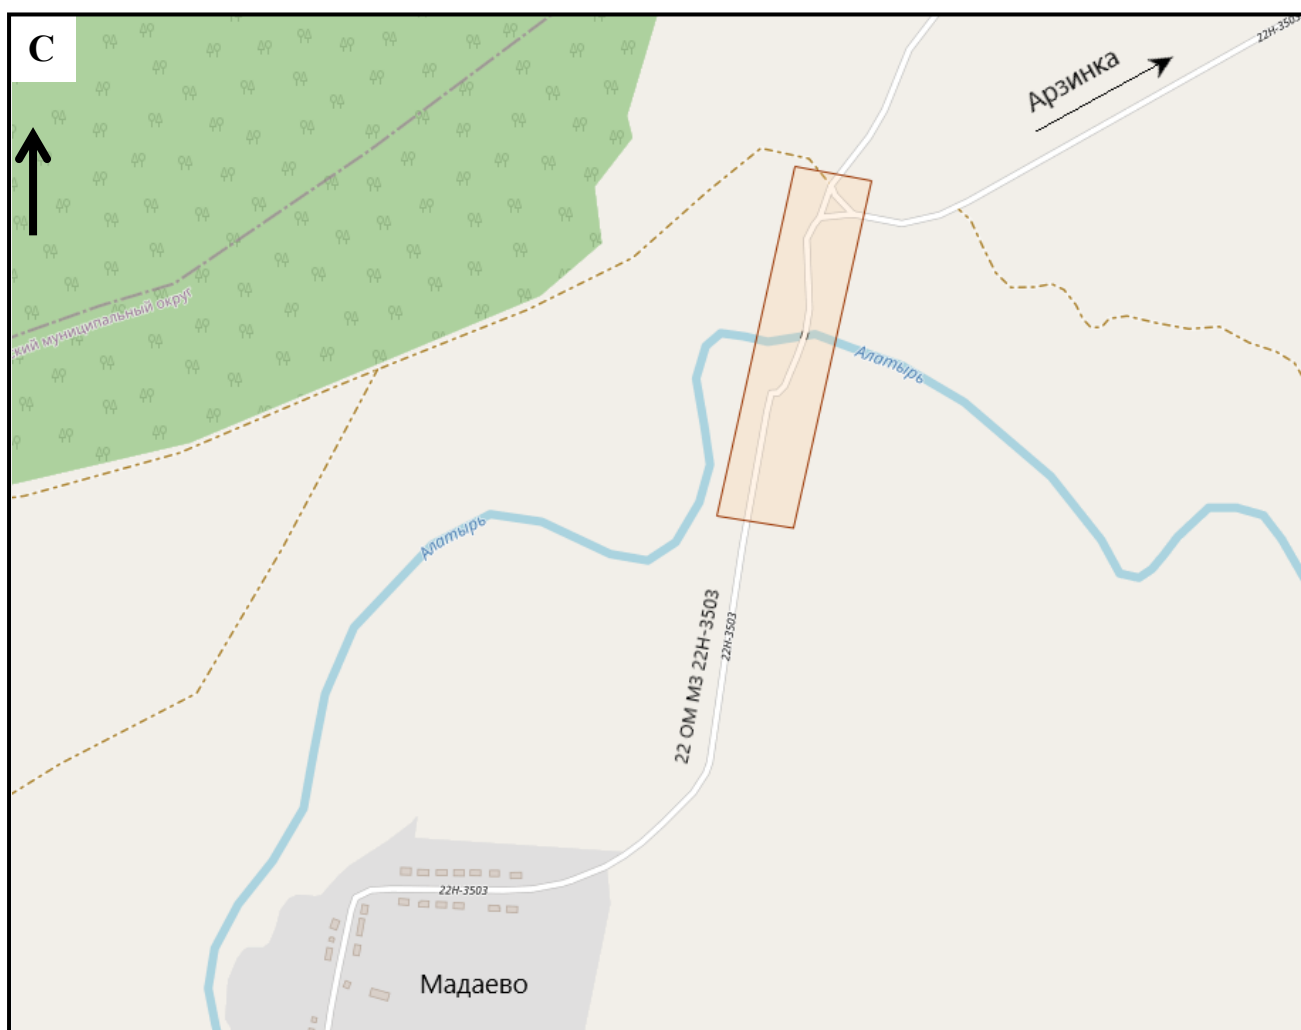 С
22Н-3503
Арзинка
кий муниципальный округ
Алатырь
Алатырь
22 ОМ МЗ 22Н-3503
22Н-3503
22Н-3503
Мадаево